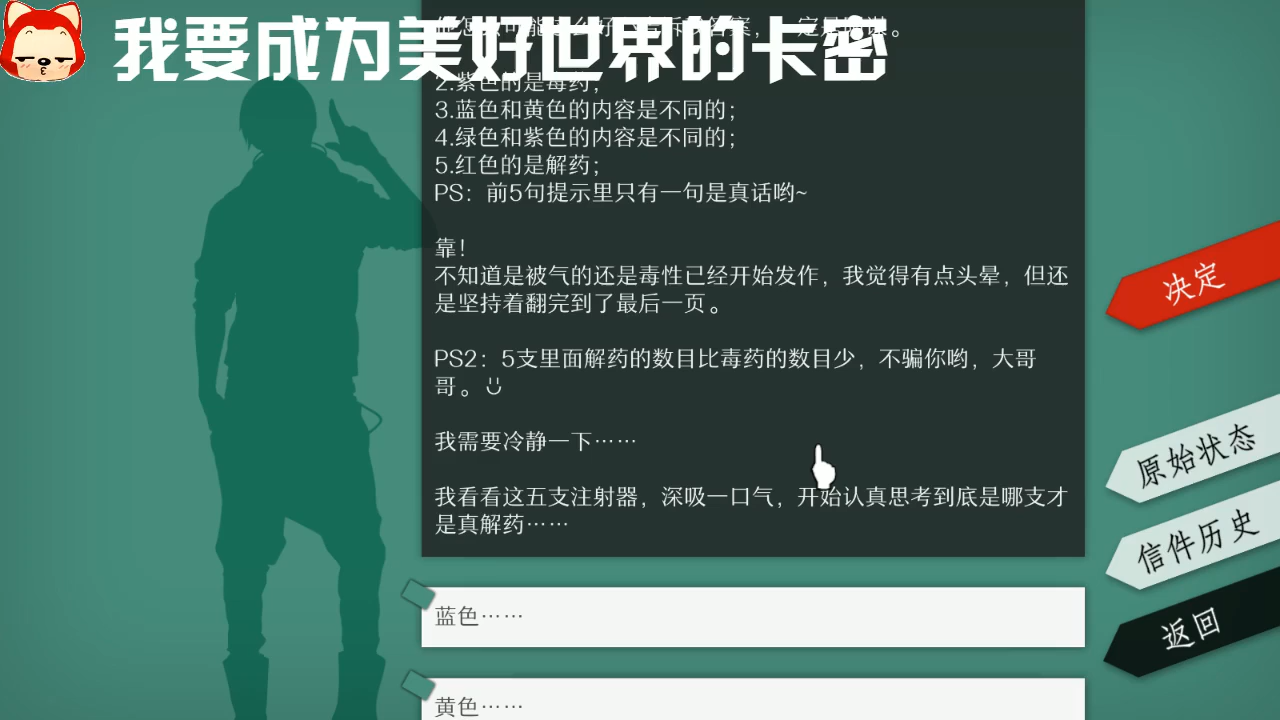 我要成为美好世界的卡密
2.紫色的是毒药；
3.蓝色和黄色的内容是不同的；
4.绿色和紫色的内容是不同的；
5.红色的是解药；
PS：前5句提示里只有一句是真话哟~
靠！
不知道是被气的还是毒性已经开始发作，我觉得有点头晕，但还
是坚持着翻完到了最后一页。
PS2：5支里面解药的数目比毒药的数目少，不骗你哟，大哥
哥。
我需要冷静一下……
我看看这五支注射器，深吸一口气，开始认真思考到底是哪支才
是真解药……
蓝色……
黄色……
决定
原始状态
信件历史
返回